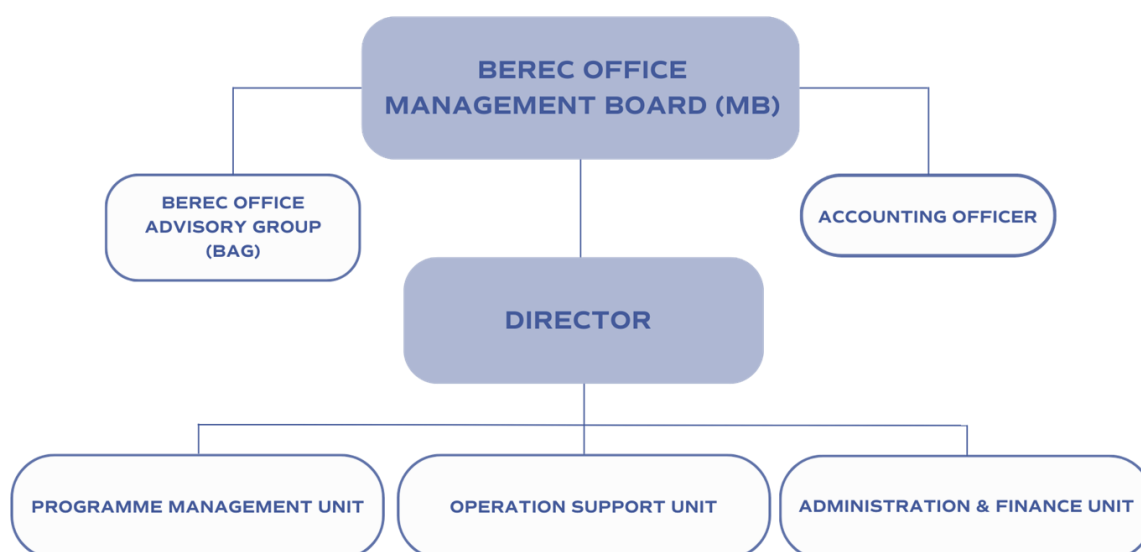 BEREC OFFICE
MANAGEMENT BOARD (MB)
BEREC OFFICE
ADVISORY GROUP
(BAG)
ACCOUNTING OFFICER
DIRECTOR
PROGRAMME MANAGEMENT UNIT
OPERATION SUPPORT UNIT
ADMINISTRATION & FINANCE UNIT